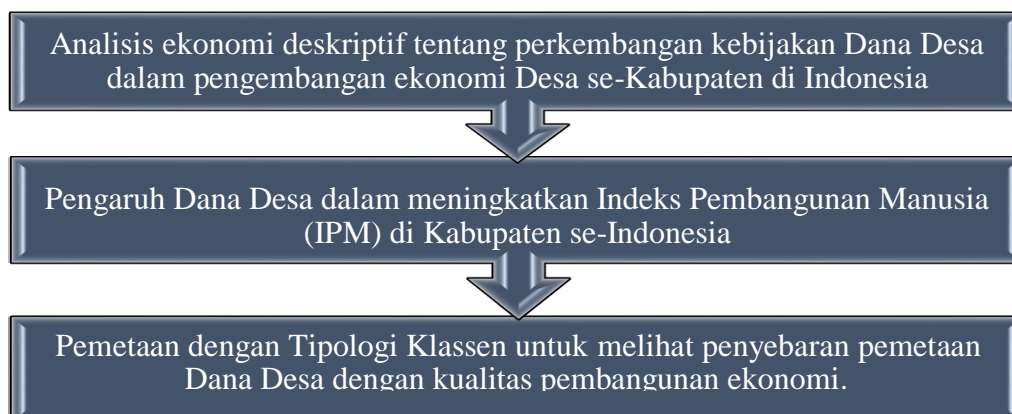 Analisis ekonomi deskriptif tentang perkembangan kebijakan Dana Desa
dalam pengembangan ekonomi Desa se-Kabupaten di Indonesia
Pengaruh Dana Desa dalam meningkatkan Indeks Pembangunan Manusia
(IPM) di Kabupaten se-Indonesia
Pemetaan dengan Tipologi Klassen untuk melihat penyebaran pemetaan
Dana Desa dengan kualitas pembangunan ekonomi.